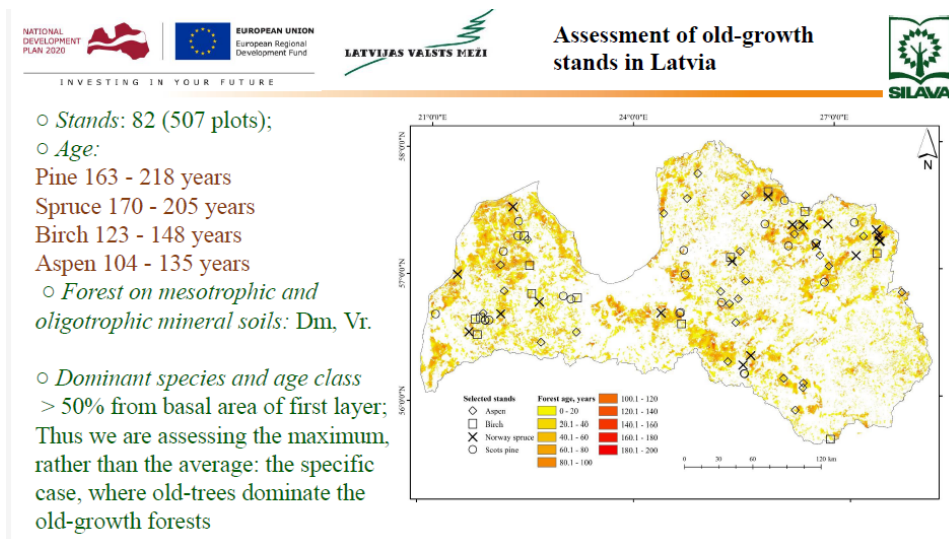 NATIONAL
DEVELOPMENT
PLAN 2020
EUROPEAN UNION
European Regional
Development Fund
INVESTING IN YOUR FUTURE
LATVIJAS VALSTS MEŽI
Assessment of old-growth
stands in Latvia
SILAVA
○ Stands: 82 (507 plots);
○ Age:
Pine 163 - 218 years
Spruce 170 - 205 years
Birch 123 - 148 years
Aspen 104 - 135 years
○ Forest on mesotrophic and
oligotrophic mineral soils: Dm, Vr.
○ Dominant species and age class
> 50% from basal area of first layer;
Thus we are assessing the maximum,
rather than the average: the specific
case, where old-trees dominate the
old-growth forests
21°0'0"E 24°0'0"E 27°0'0"E
58°0'0"N
57°0'0"N
56°0'0"N
N
Selected stands
Aspen
Birch
Norway spruce
Scots pine
Forest age, years
0 - 20
20.1 - 40
40.1 - 60
60.1 - 80
80.1 - 100
100.1 - 120
120.1 - 140
140.1 - 160
160.1 - 180
180.1 - 200
0 30 60 120 km